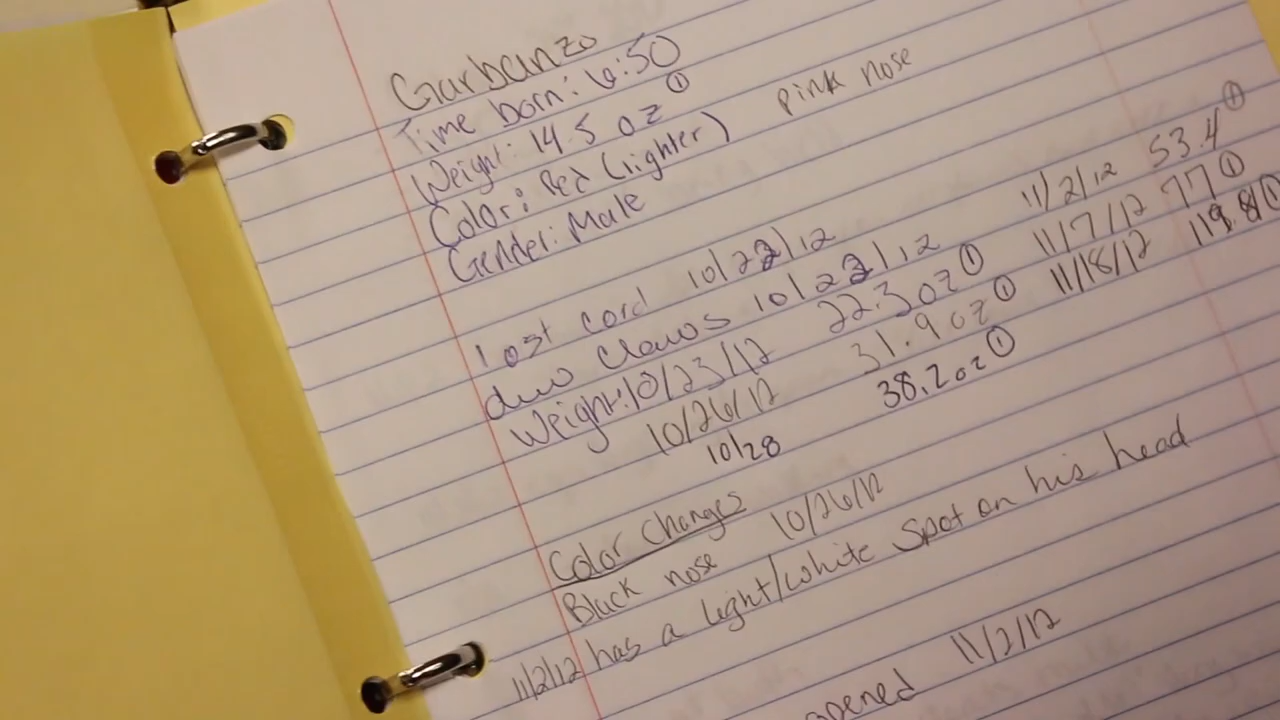 Garbanzo
Time born: 6:50
Weight: 14.5 oz ①
Color: Red (lighter) pink nose
Gender: Male
lost cord 10/22/12 11/2/12 53.4 ①
duo Claws 10/22/12 11/7/12 77 ①
Weight: 10/23/12 22.3 oz ① 11/18/12 119.8 ①
10/26/12 31.9 oz ①
10/28 38.2 oz ①
Color Changes
Black nose 10/26/12
11/2/12 has a light/white spot on his head
opened 11/2/12